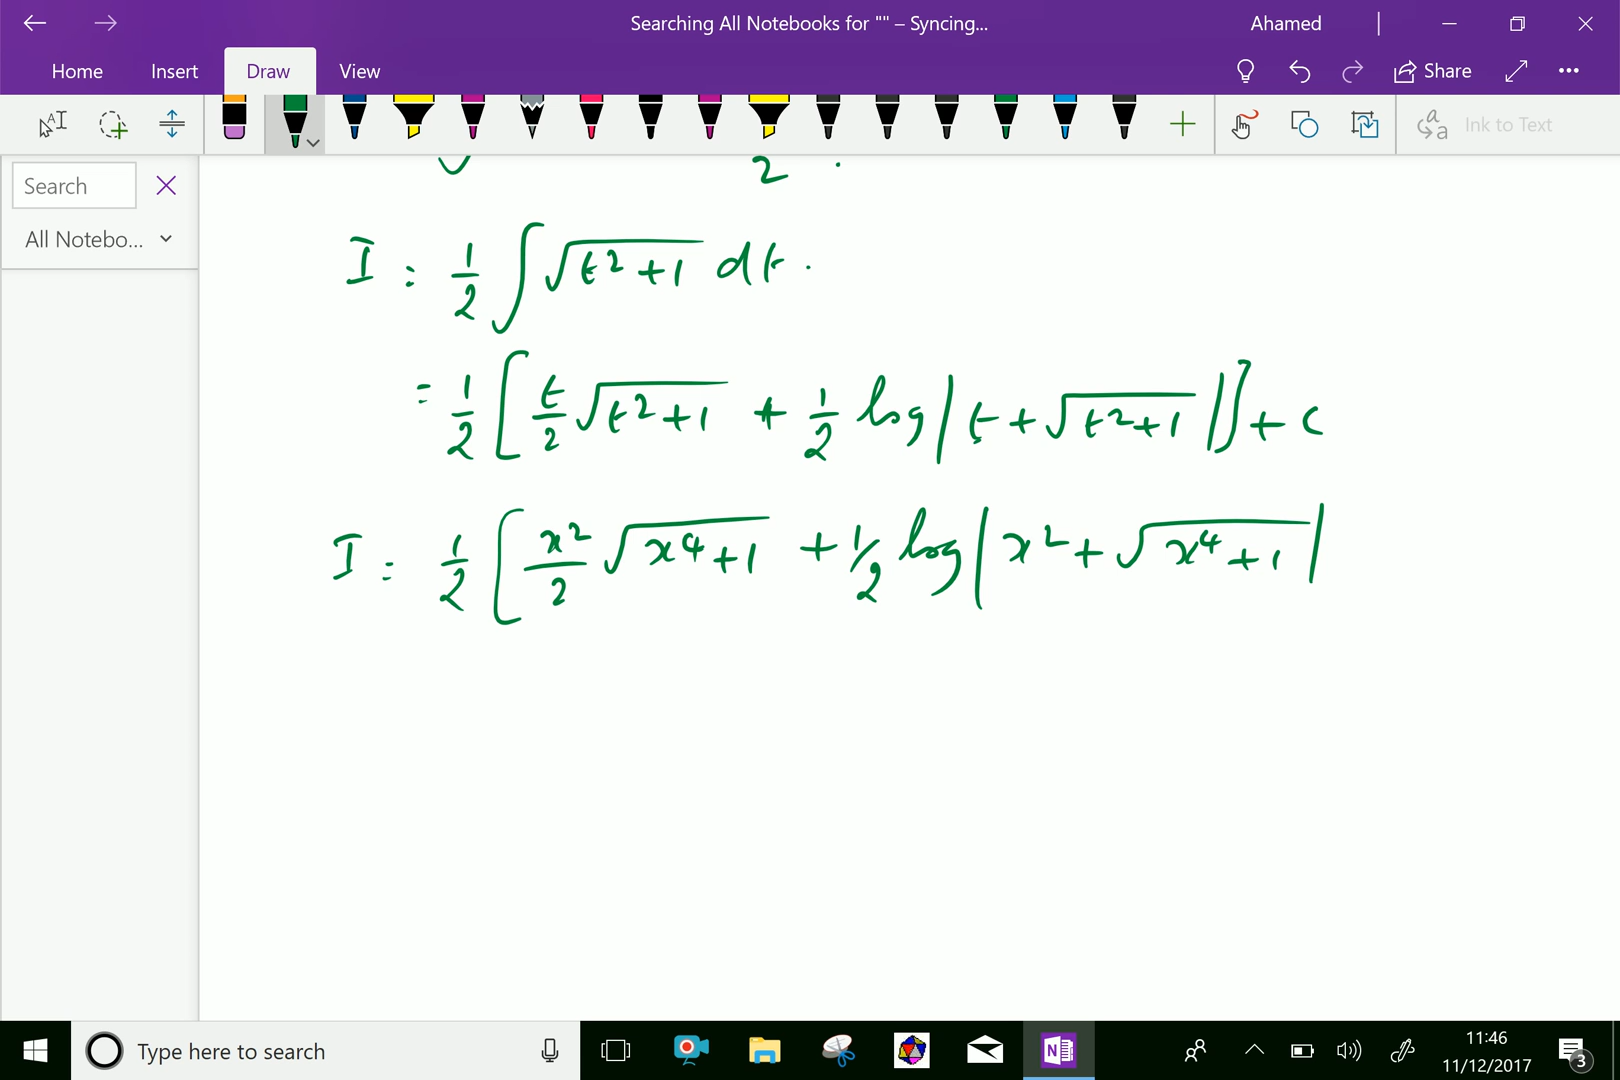 Searching All Notebooks for "" – Syncing...
Ahamed
Home Insert Draw View
Share
Ink to Text
Search
All Notebo...
2 .
I = 1/2 ∫ √(t²+1) dt .
= 1/2 [ t/2 √(t²+1) + 1/2 log | t + √(t²+1) | ] + c
I = 1/2 [ x²/2 √(x⁴+1) + 1/2 log | x² + √(x⁴+1) |
Type here to search
11:46
11/12/2017
3